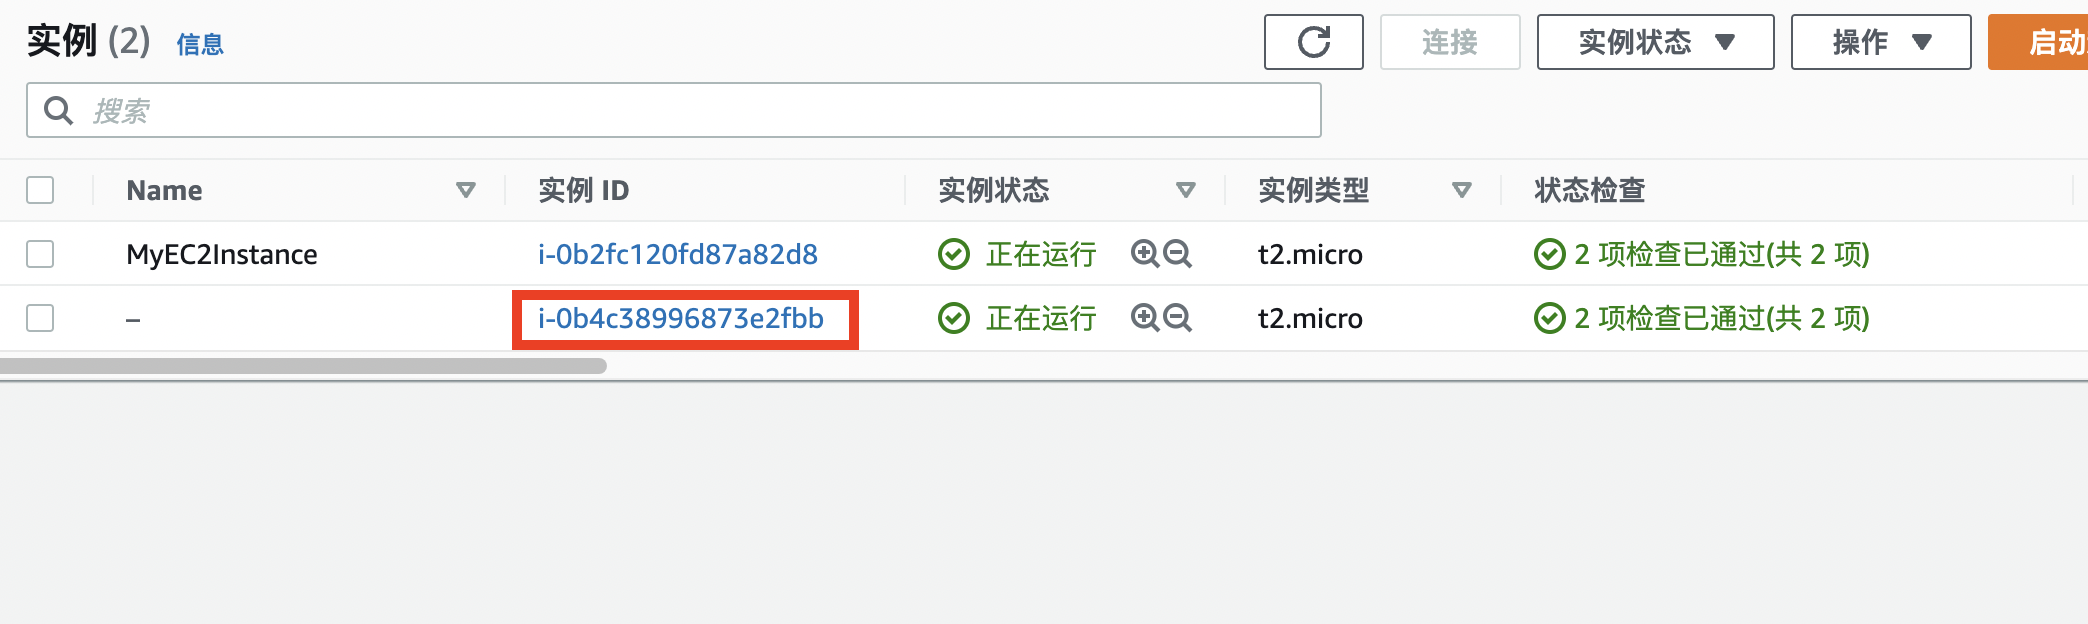 实例 (2) 信息 连接 实例状态 操作 启动
搜索
Name 实例 ID 实例状态 实例类型 状态检查
MyEC2Instance i-0b2fc120fd87a82d8 正在运行 t2.micro 2 项检查已通过(共 2 项)
– i-0b4c38996873e2fbb 正在运行 t2.micro 2 项检查已通过(共 2 项)